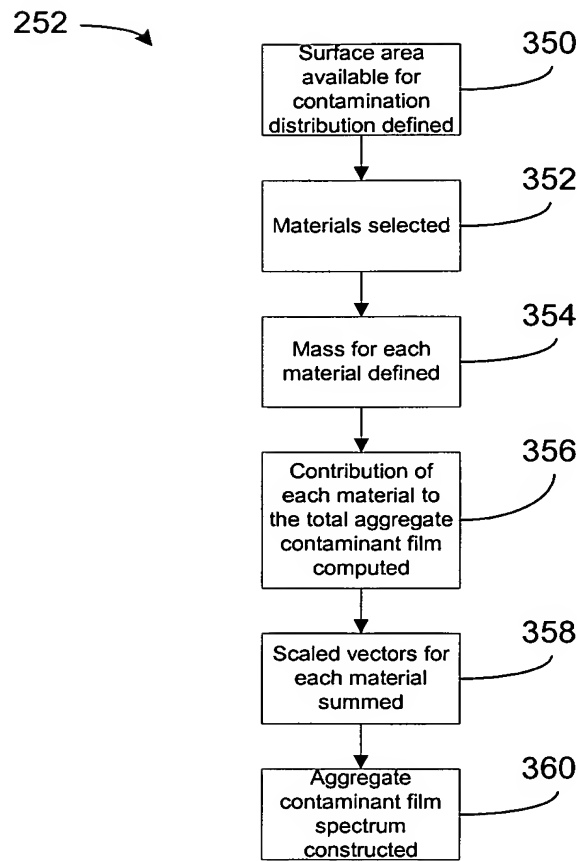 252
350
Surface area
available for
contamination
distribution defined
352
Materials selected
354
Mass for each
material defined
356
Contribution of
each material to
the total aggregate
contaminant film
computed
358
Scaled vectors for
each material
summed
360
Aggregate
contaminant film
spectrum
constructed